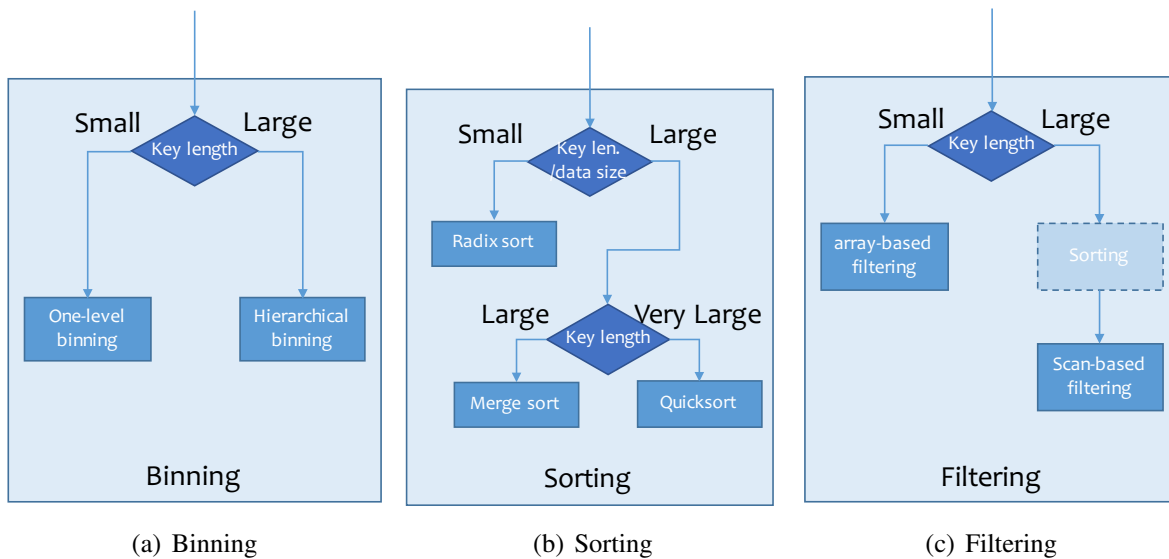 Small
Large
Key length
One-level
binning
Hierarchical
binning
Binning
(a) Binning
Small
Large
Key len.
/data size
Radix sort
Large
Very Large
Key length
Merge sort
Quicksort
Sorting
(b) Sorting
Small
Large
Key length
array-based
filtering
Sorting
Scan-based
filtering
Filtering
(c) Filtering